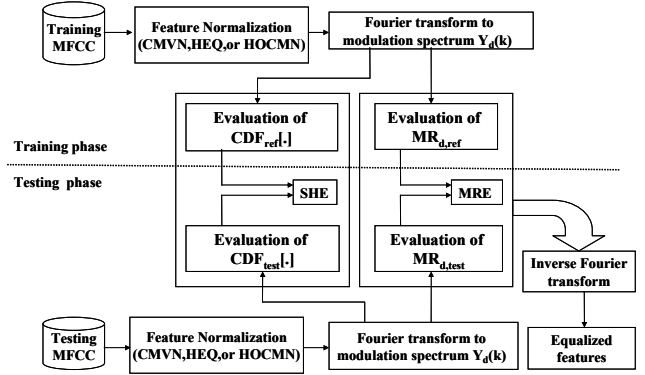 Training
MFCC
Feature Normalization
(CMVN,HEQ,or HOCMN)
Fourier transform to
modulation spectrum Yd(k)
Evaluation of
CDFref[.]
Evaluation of
MRd,ref
Training phase
Testing phase
SHE
MRE
Evaluation of
CDFtest[.]
Evaluation of
MRd,test
Inverse Fourier
transform
Testing
MFCC
Feature Normalization
(CMVN,HEQ,or HOCMN)
Fourier transform to
modulation spectrum Yd(k)
Equalized
features